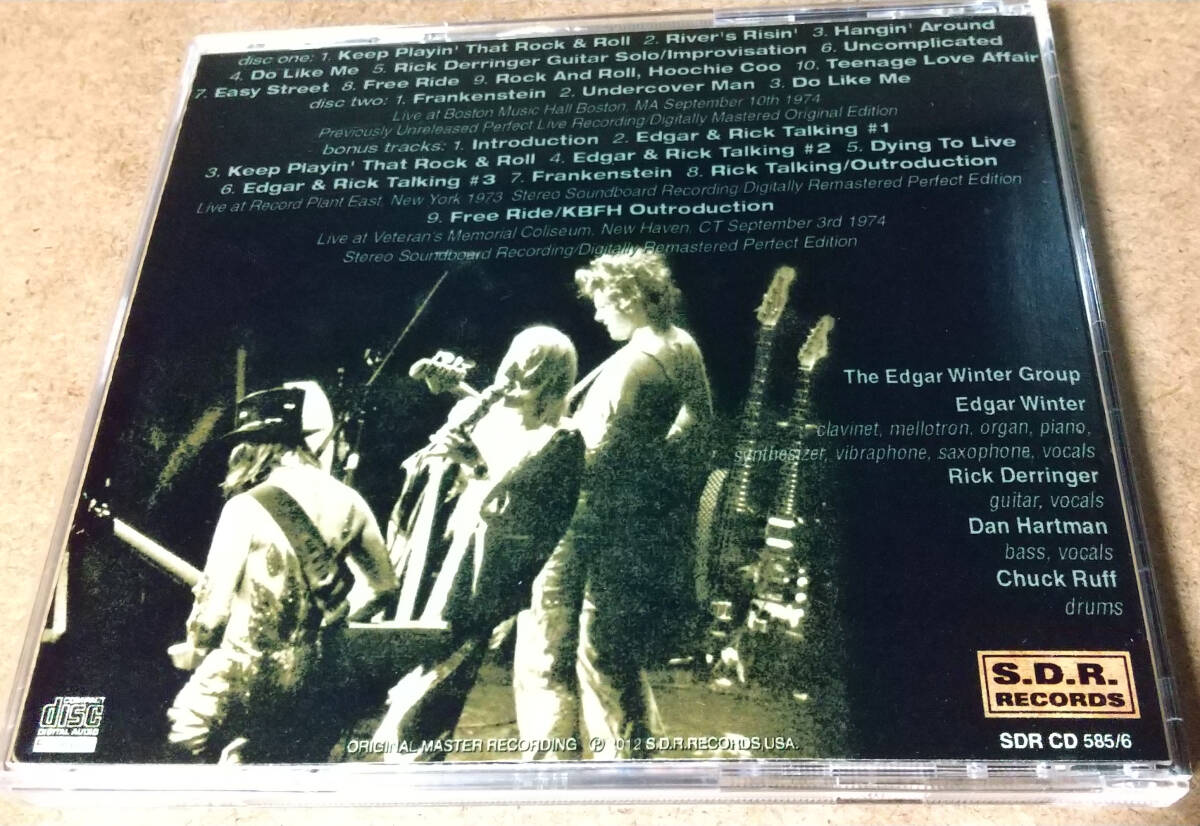 disc one: 1. Keep Playin' That Rock & Roll 2. River's Risin' 3. Hangin' Around
4. Do Like Me 5. Rick Derringer Guitar Solo/Improvisation 6. Uncomplicated
7. Easy Street 8. Free Ride 9. Rock And Roll, Hoochie Coo 10. Teenage Love Affair
disc two: 1. Frankenstein 2. Undercover Man 3. Do Like Me
Live at Boston Music Hall Boston, MA September 10th 1974
Previously Unreleased Perfect Live Recording/Digitally Mastered Original Edition
bonus tracks: 1. Introduction 2. Edgar & Rick Talking #1
3. Keep Playin' That Rock & Roll 4. Edgar & Rick Talking #2 5. Dying To Live
6. Edgar & Rick Talking #3 7. Frankenstein 8. Rick Talking/Outroduction
Live at Record Plant East, New York 1973 Stereo Soundboard Recording/Digitally Remastered Perfect Edition
9. Free Ride/KBFH Outroduction
Live at Veteran's Memorial Coliseum, New Haven, CT September 3rd 1974
Stereo Soundboard Recording/Digitally Remastered Perfect Edition
The Edgar Winter Group
Edgar Winter
clavinet, mellotron, organ, piano,
synthesizer, vibraphone, saxophone, vocals
Rick Derringer
guitar, vocals
Dan Hartman
bass, vocals
Chuck Ruff
drums
S.D.R.
RECORDS
SDR CD 585/6
COMPACT
disc
DIGITAL AUDIO
ORIGINAL MASTER RECORDING ℗ 2012 S.D.R.RECORDS,USA.